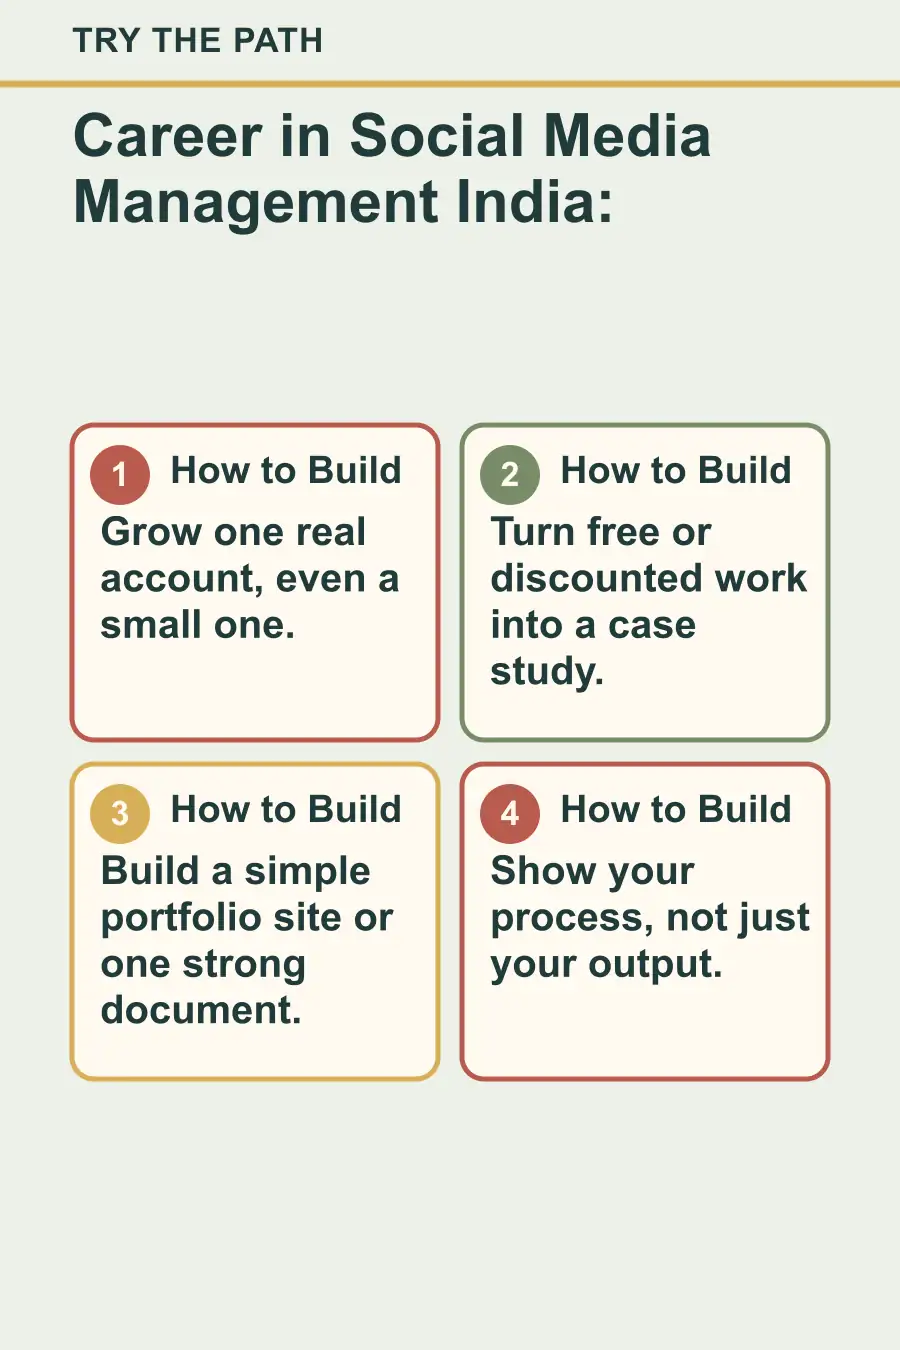 TRY THE PATH
Career in Social Media
Management India:
1 How to Build
Grow one real
account, even a
small one.
2 How to Build
Turn free or
discounted work
into a case
study.
3 How to Build
Build a simple
portfolio site or
one strong
document.
4 How to Build
Show your
process, not just
your output.